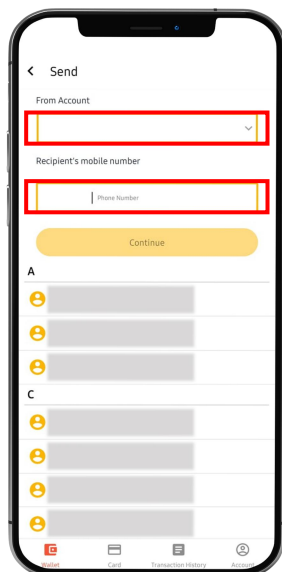 Send
From Account
Recipient's mobile number
Phone Number
Continue
A
C
Wallet
Card
Transaction History
Account